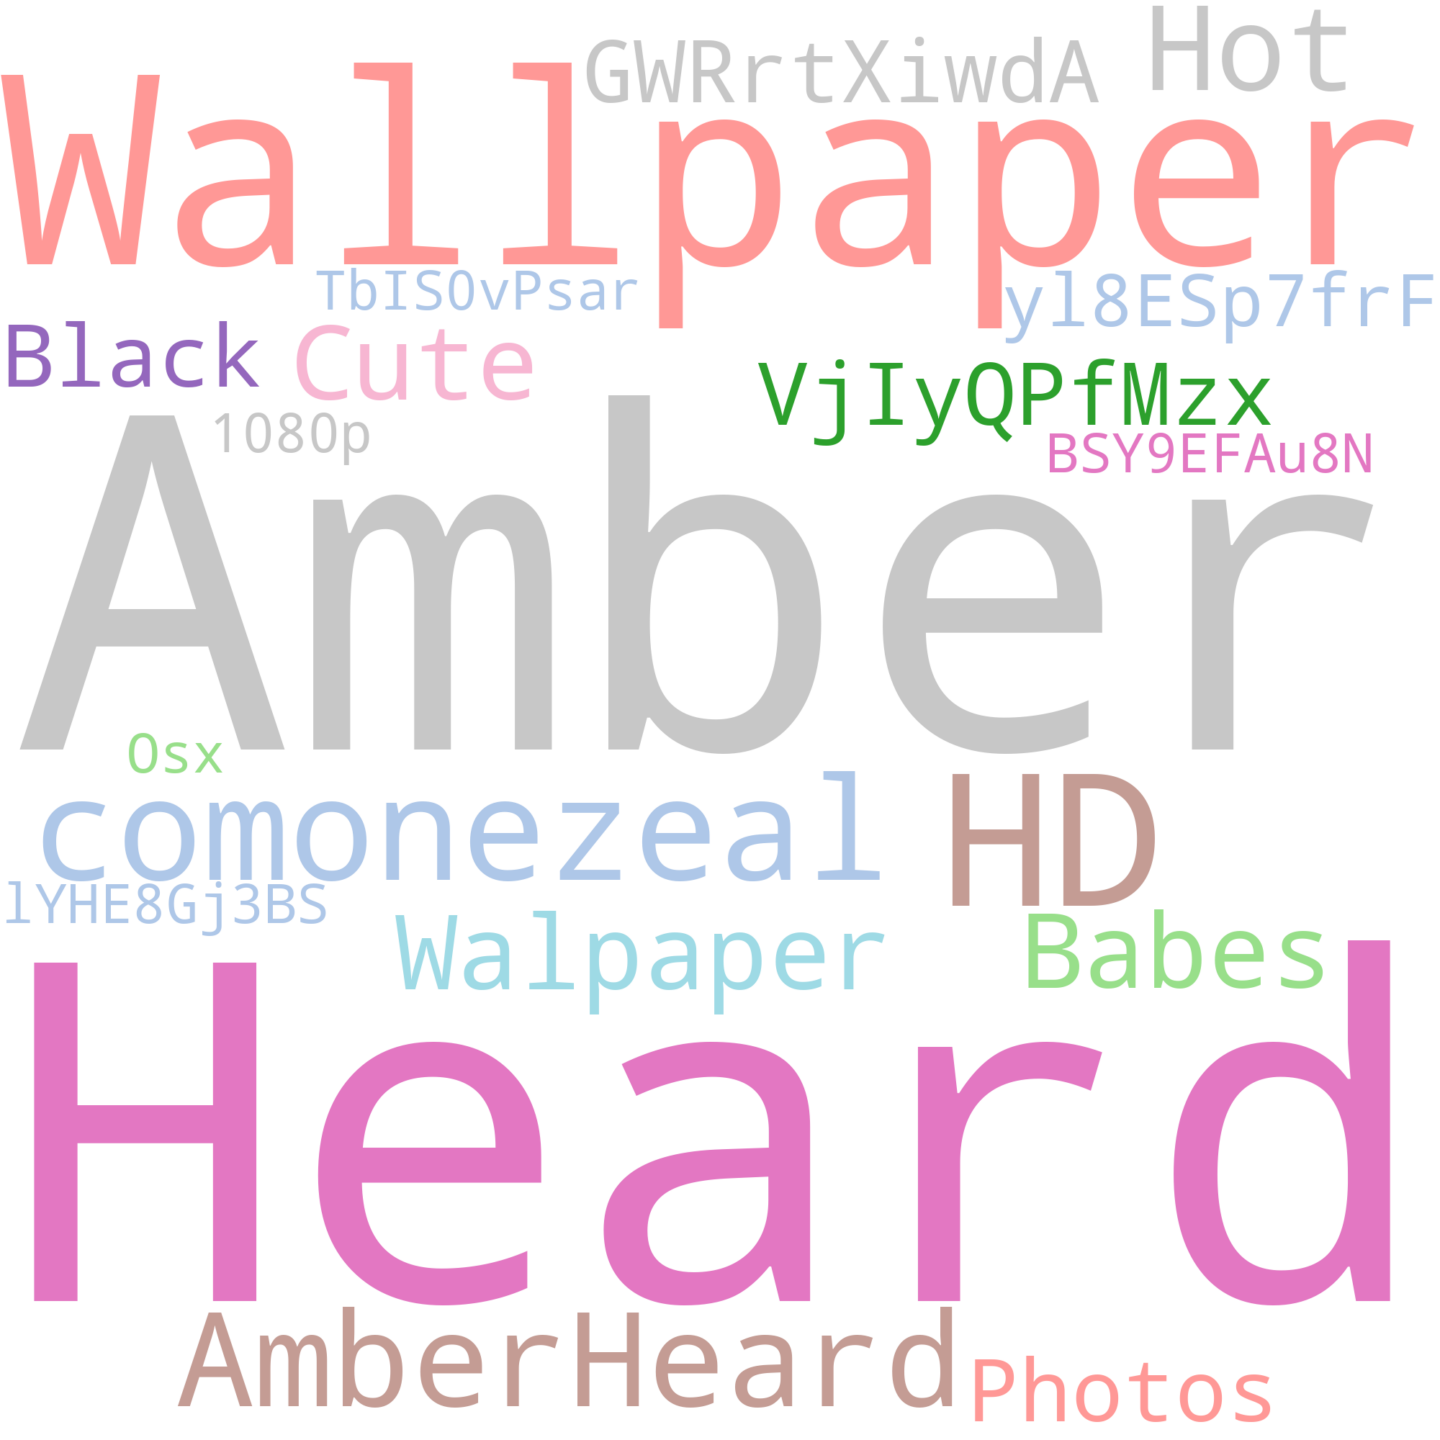 GWRrtXiwdA Hot
Wallpaper
TbISOvPsar yl8ESp7frF
Black Cute VjIyQPfMzx
1080p BSY9EFAu8N
Amber
Osx
comonezeal HD
lYHE8Gj3BS Walpaper Babes
Heard
AmberHeard Photos